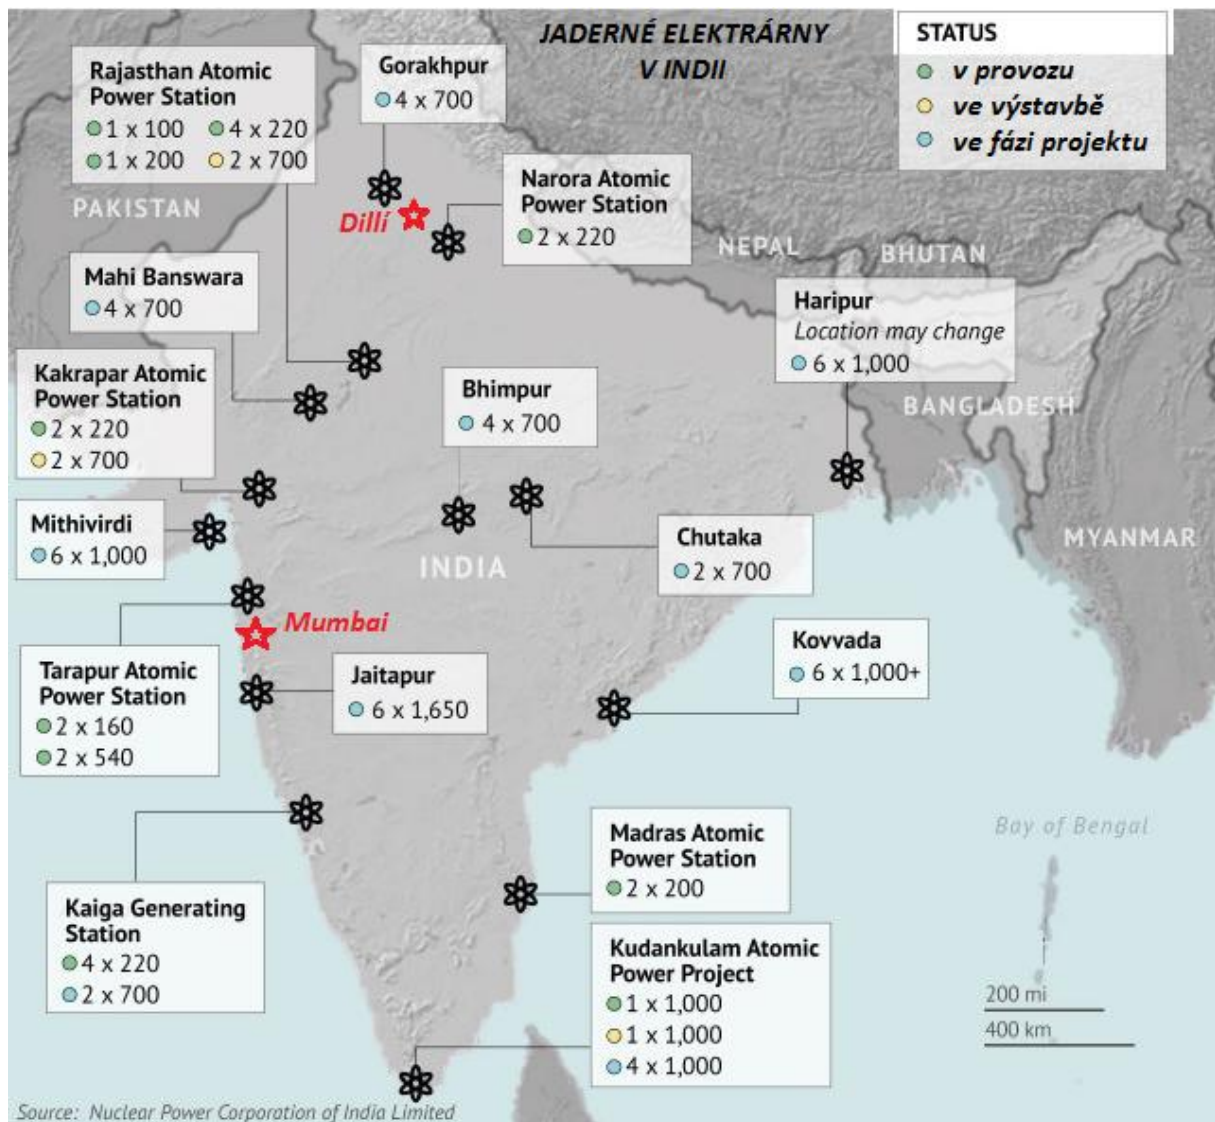 JADERNÉ ELEKTRÁRNY
V INDII
STATUS
v provozu
ve výstavbě
ve fázi projektu
Rajasthan Atomic
Power Station
1 x 100 4 x 220
1 x 200 2 x 700
Gorakhpur
4 x 700
Narora Atomic
Power Station
2 x 220
PAKISTAN
Dillí
NEPAL
BHUTAN
Mahi Banswara
4 x 700
Haripur
Location may change
6 x 1,000
Kakrapar Atomic
Power Station
2 x 220
2 x 700
Bhimpur
4 x 700
BANGLADESH
Mithivirdi
6 x 1,000
INDIA
Chutaka
2 x 700
MYANMAR
Mumbai
Tarapur Atomic
Power Station
2 x 160
2 x 540
Jaitapur
6 x 1,650
Kovvada
6 x 1,000+
Kaiga Generating
Station
4 x 220
2 x 700
Madras Atomic
Power Station
2 x 200
Bay of Bengal
Kudankulam Atomic
Power Project
1 x 1,000
1 x 1,000
4 x 1,000
200 mi
400 km
Source: Nuclear Power Corporation of India Limited